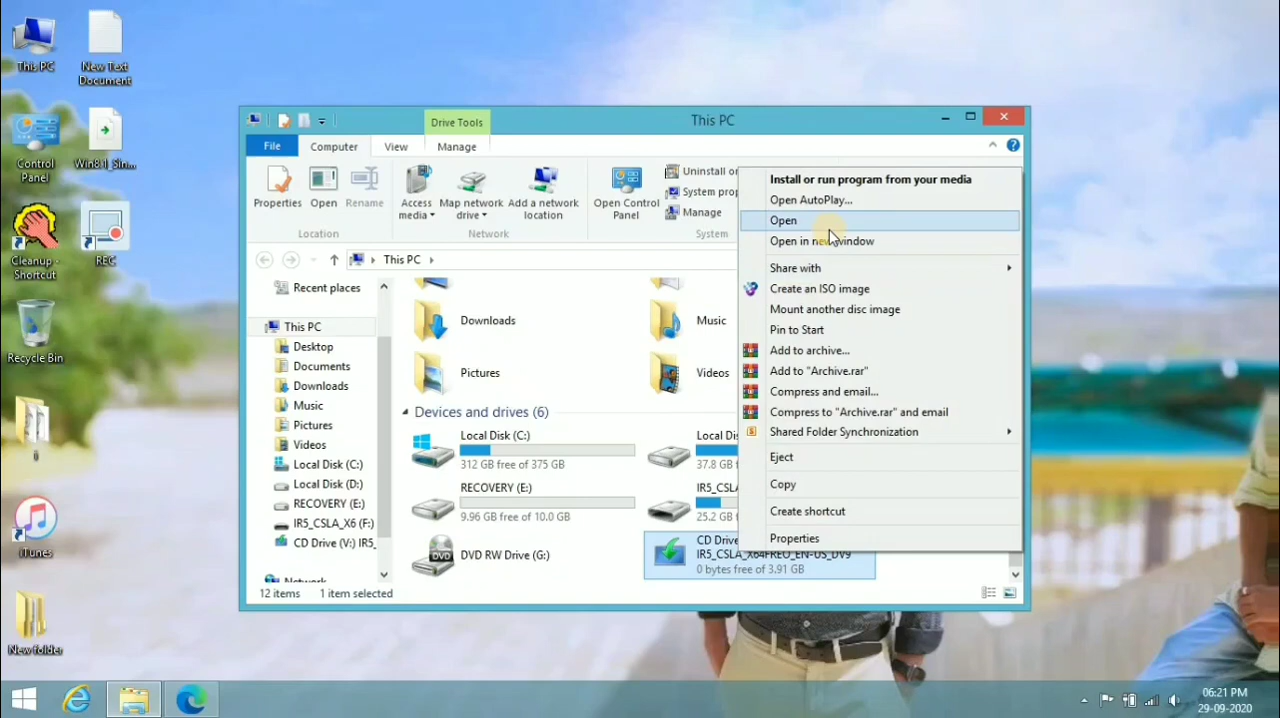 This PC
New Text
Document
Control
Panel
Win8.1_Sin...
Cleanup -
Shortcut
REC
Recycle Bin
iTunes
New folder
Drive Tools
This PC
File
Computer
View
Manage
Properties
Open
Rename
Location
Access
media
Map network
drive
Add a network
location
Network
Open Control
Panel
Uninstall or
System prop
Manage
System
This PC
Recent places
This PC
Desktop
Documents
Downloads
Music
Pictures
Videos
Local Disk (C:)
Local Disk (D:)
RECOVERY (E:)
IR5_CSLA_X6 (F:)
CD Drive (V:) IR5_
Network
Downloads
Music
Pictures
Videos
Devices and drives (6)
Local Disk (C:)
312 GB free of 375 GB
Local Di
37.8 GB
RECOVERY (E:)
9.96 GB free of 10.0 GB
IR5_CSL
25.2 GB
DVD RW Drive (G:)
CD Drive
IR5_CSLA_X64FREO_EN-US_DV9
0 bytes free of 3.91 GB
12 items
1 item selected
Install or run program from your media
Open AutoPlay...
Open
Open in new window
Share with
Create an ISO image
Mount another disc image
Pin to Start
Add to archive...
Add to "Archive.rar"
Compress and email...
Compress to "Archive.rar" and email
Shared Folder Synchronization
Eject
Copy
Create shortcut
Properties
06:21 PM
29-09-2020